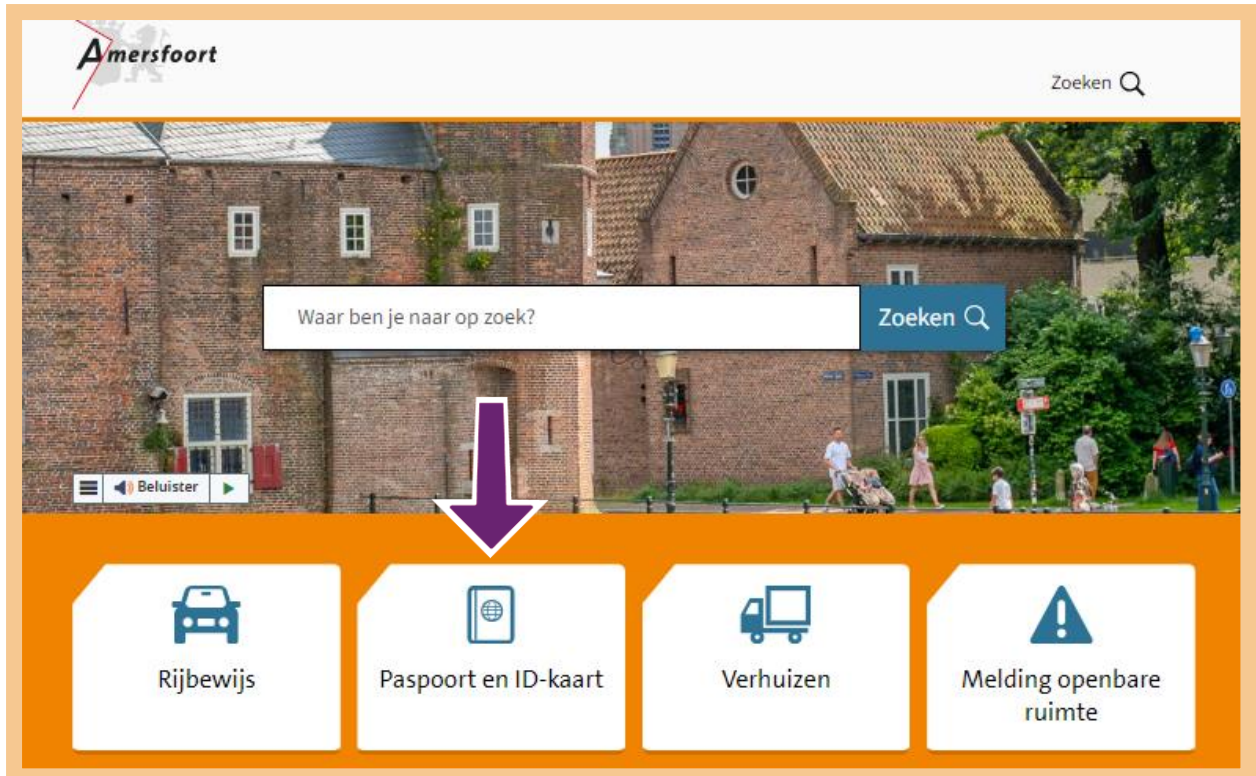 Amersfoort
Zoeken
Waar ben je naar op zoek?
Zoeken
Beluister
Rijbewijs
Paspoort en ID-kaart
Verhuizen
Melding openbare
ruimte